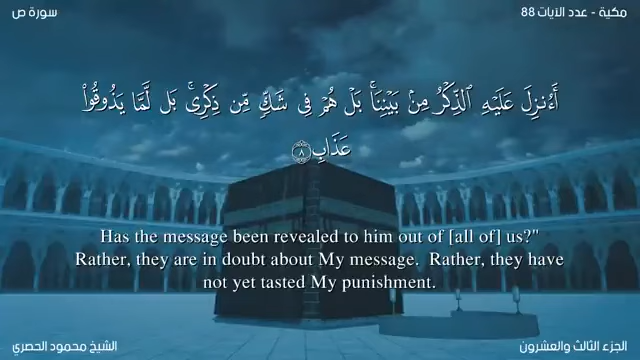 مكية - عدد الآيات 88
سورة ص
أَءُنزِلَ عَلَيْهِ ٱلذِّكْرُ مِنۢ بَيْنِنَا ۚ بَلْ هُمْ فِى شَكٍّ مِّن ذِكْرِى ۖ بَل لَّمَّا يَذُوقُوا۟
عَذَابِ ٨
Has the message been revealed to him out of [all of] us?"
Rather, they are in doubt about My message.  Rather, they have
not yet tasted My punishment.
الجزء الثالث والعشرون
الشيخ محمود الحصري